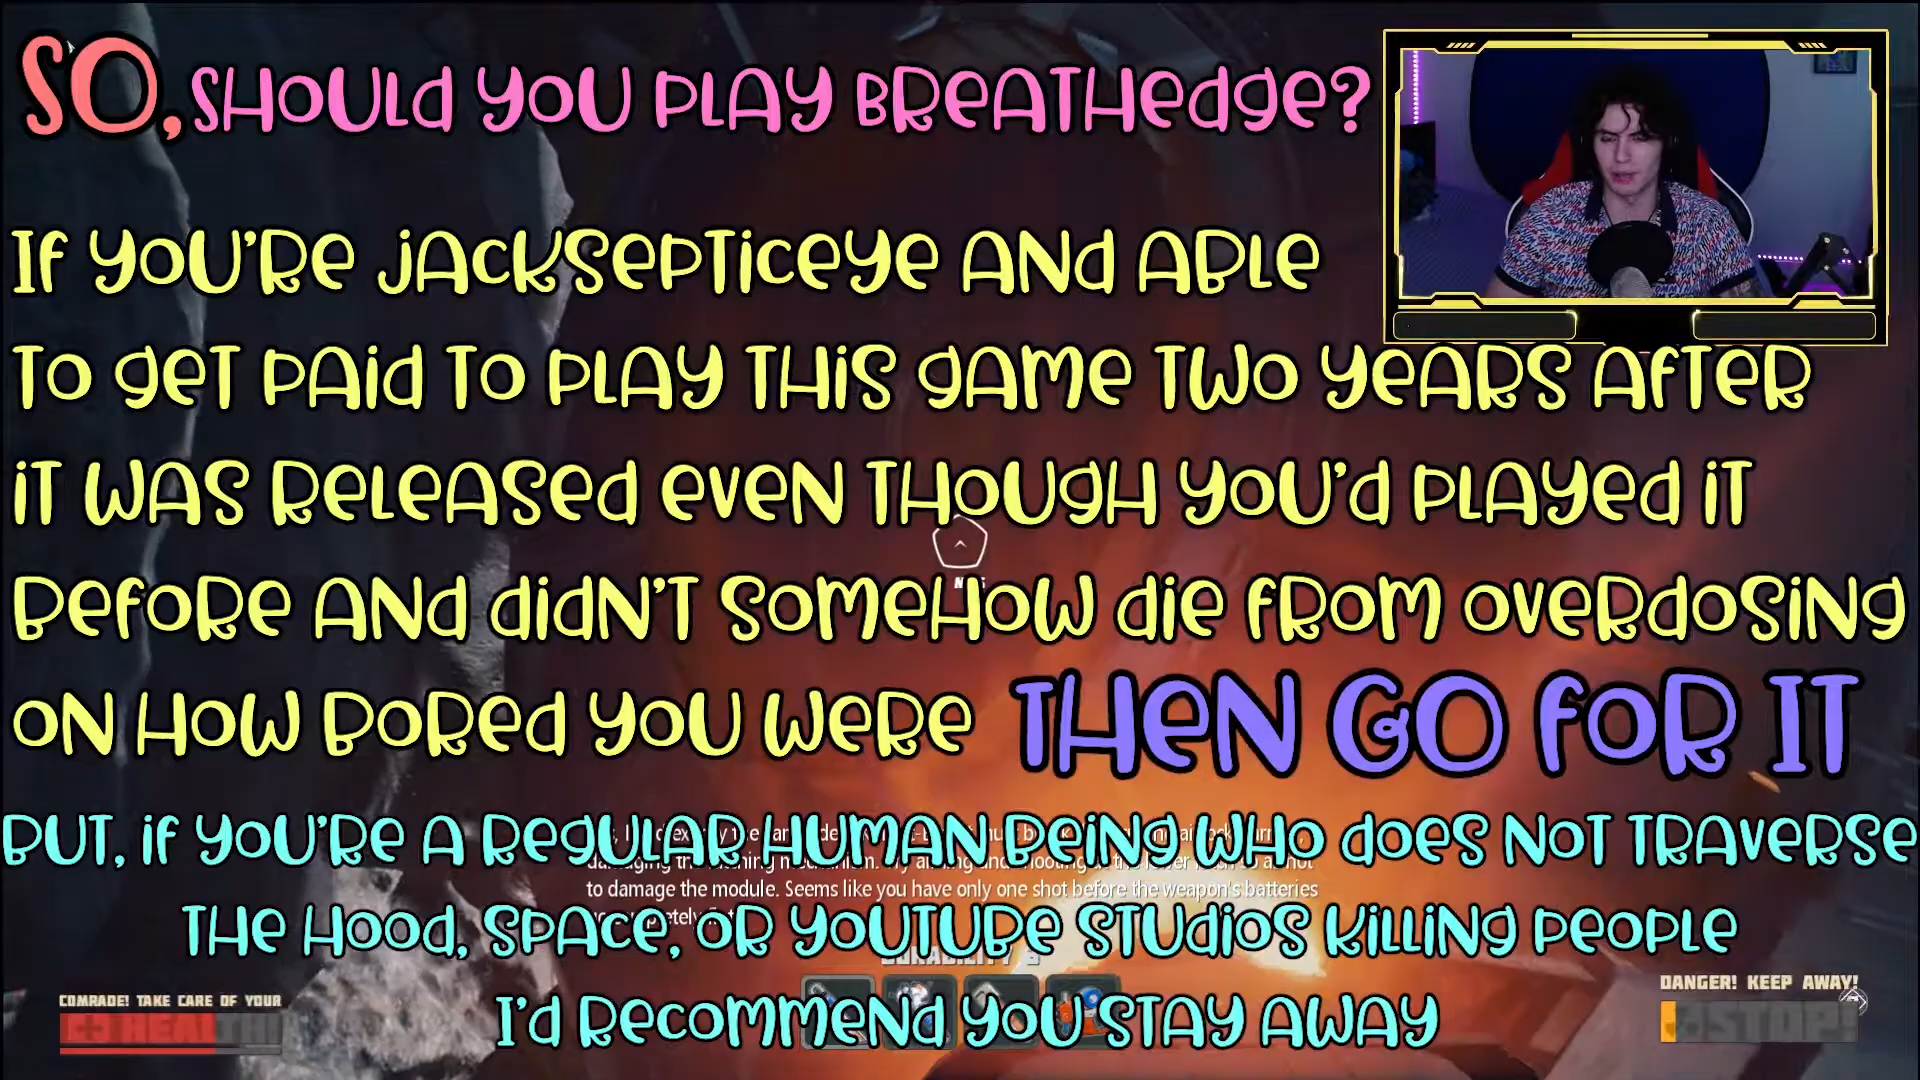 SO, SHOULD YOU PLAY BREATHEDGE?
IF YOU'RE JACKSEPTICEYE AND ABLE
TO GET PAID TO PLAY THIS GAME TWO YEARS AFTER
IT WAS RELEASED EVEN THOUGH YOU'D PLAYED IT
BEFORE AND DIDN'T SOMEHOW DIE FROM OVERDOSING
ON HOW BORED YOU WERE THEN GO FOR IT
BUT, IF YOU'RE A REGULAR HUMAN BEING WHO DOES NOT TRAVERSE
to damage the module. Seems like you have only one shot before the weapon's batteries
THE HOOD, SPACE, OR YOUTUBE STUDIOS KILLING PEOPLE
DURABILITY
COMRADE! TAKE CARE OF YOUR
HEALTH
DANGER! KEEP AWAY!
STOP!
I'D RECOMMEND YOU STAY AWAY